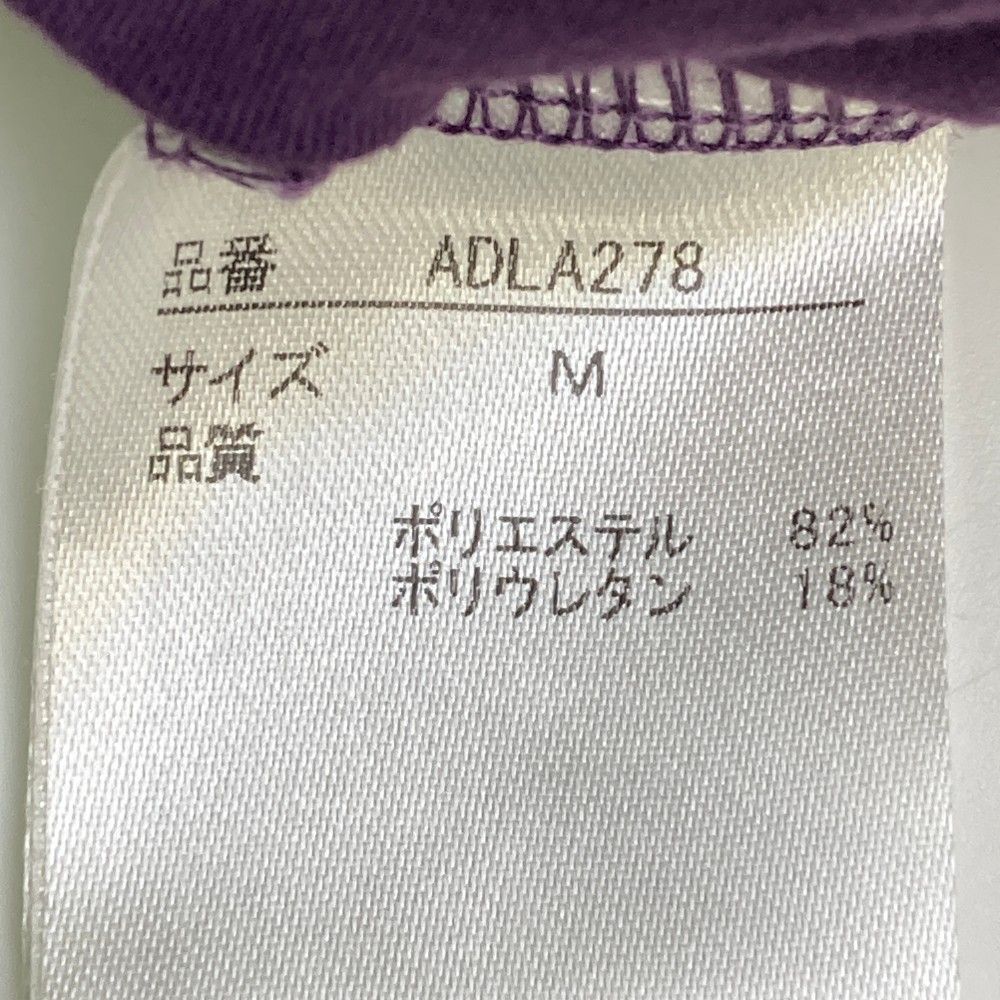 品番 ADLA278
サイズ M
品質
ポリエステル 82%
ポリウレタン 18%